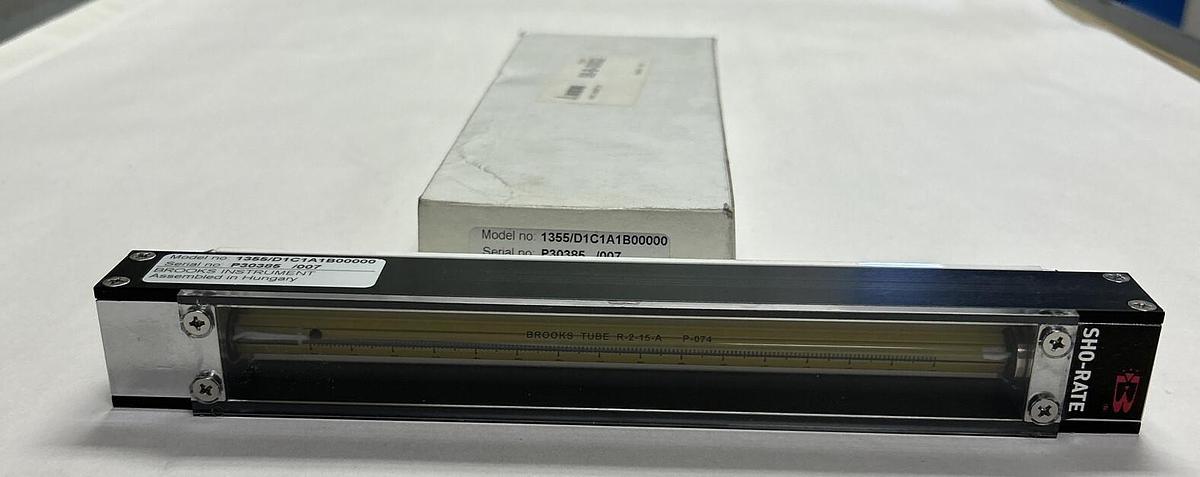 Model no: 1355/D1C1A1B00000
Serial no: P30385 /007
Model no: 1355/D1C1A1B00000
Serial no: P30385 /007
BROOKS INSTRUMENT
Assembled in Hungary
BROOKS TUBE R-2-15-A P-074
SHO-RATE